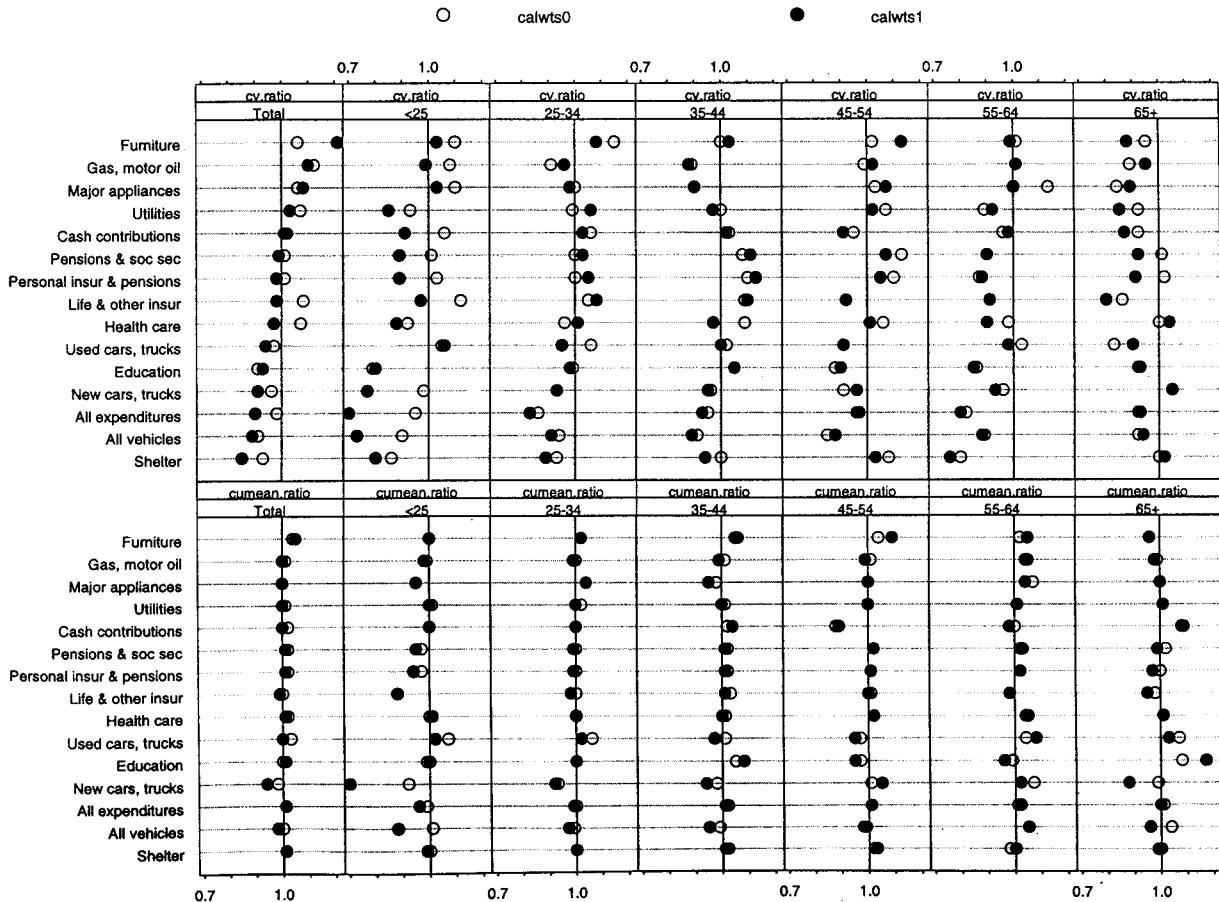 calwts0 calwts1
0.7 1.0 0.7 1.0 0.7 1.0
cv.ratio cv.ratio cv.ratio cv.ratio cv.ratio cv.ratio cv.ratio
Total <25 25-34 35-44 45-54 55-64 65+
Furniture
Gas, motor oil
Major appliances
Utilities
Cash contributions
Pensions & soc sec
Personal insur & pensions
Life & other insur
Health care
Used cars, trucks
Education
New cars, trucks
All expenditures
All vehicles
Shelter
cumean.ratio cumean.ratio cumean.ratio cumean.ratio cumean.ratio cumean.ratio cumean.ratio
Total <25 25-34 35-44 45-54 55-64 65+
Furniture
Gas, motor oil
Major appliances
Utilities
Cash contributions
Pensions & soc sec
Personal insur & pensions
Life & other insur
Health care
Used cars, trucks
Education
New cars, trucks
All expenditures
All vehicles
Shelter
0.7 1.0 0.7 1.0 0.7 1.0 0.7 1.0